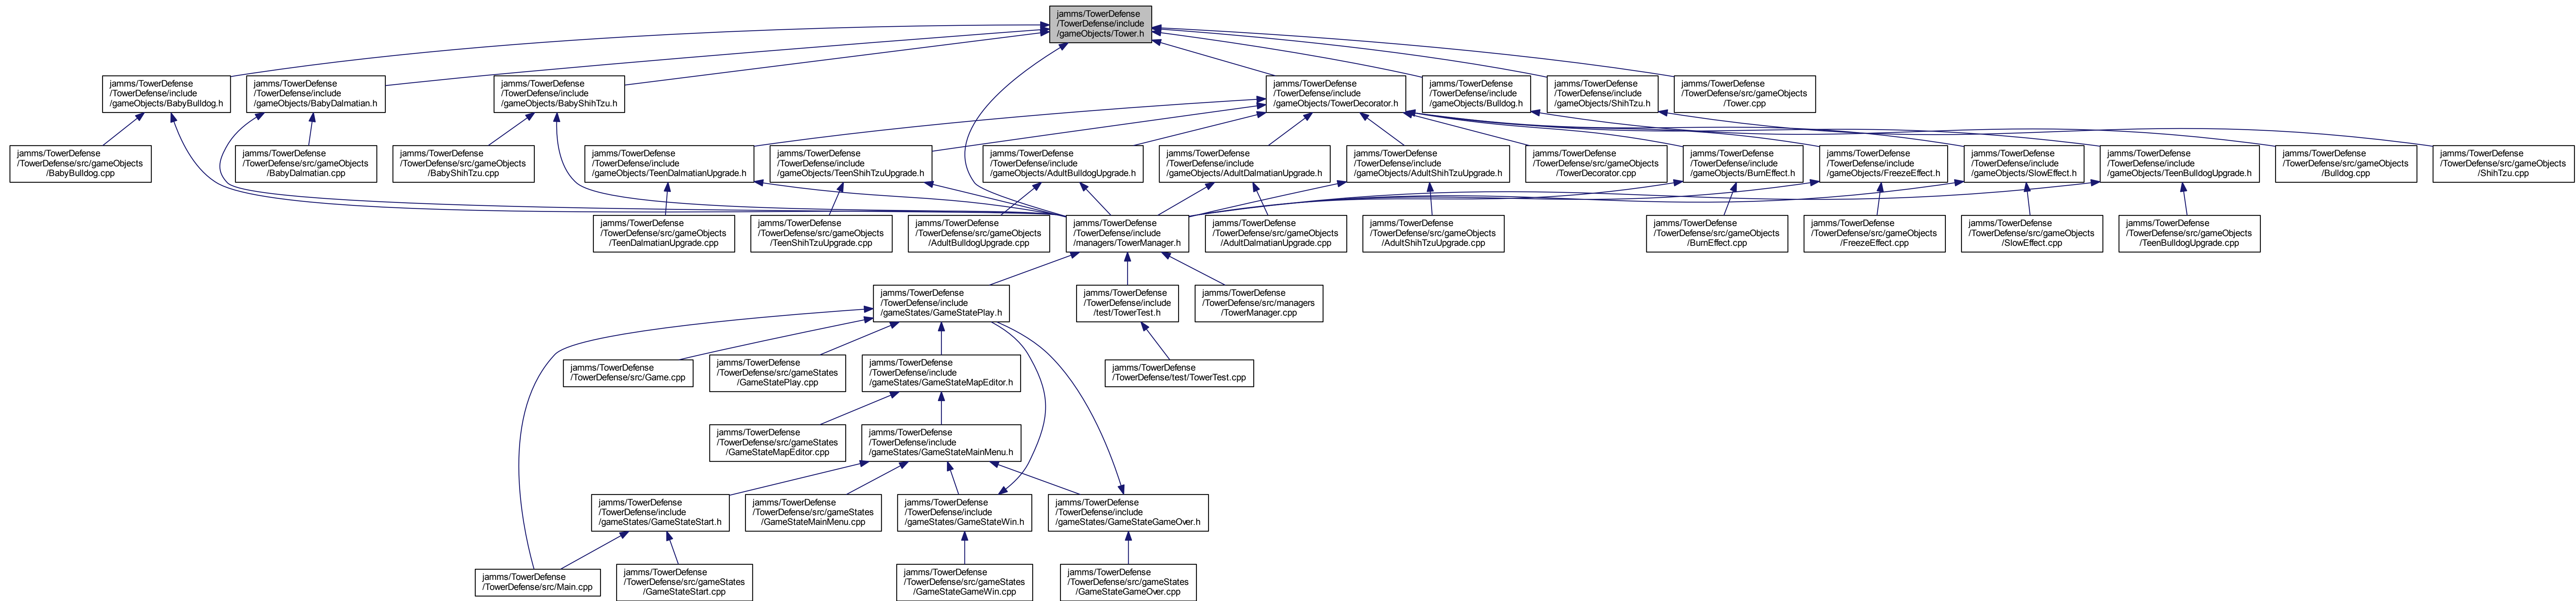 jamms/TowerDefense
/TowerDefense/include
/gameObjects/Tower.h
jamms/TowerDefense
/TowerDefense/include
/gameObjects/BabyBulldog.h
jamms/TowerDefense
/TowerDefense/include
/gameObjects/BabyDalmatian.h
jamms/TowerDefense
/TowerDefense/include
/gameObjects/BabyShihTzu.h
jamms/TowerDefense
/TowerDefense/include
/gameObjects/TowerDecorator.h
jamms/TowerDefense
/TowerDefense/include
/gameObjects/Bulldog.h
jamms/TowerDefense
/TowerDefense/include
/gameObjects/ShihTzu.h
jamms/TowerDefense
/TowerDefense/src/gameObjects
/Tower.cpp
jamms/TowerDefense
/TowerDefense/src/gameObjects
/BabyBulldog.cpp
jamms/TowerDefense
/TowerDefense/src/gameObjects
/BabyDalmatian.cpp
jamms/TowerDefense
/TowerDefense/src/gameObjects
/BabyShihTzu.cpp
jamms/TowerDefense
/TowerDefense/include
/gameObjects/TeenDalmatianUpgrade.h
jamms/TowerDefense
/TowerDefense/include
/gameObjects/TeenShihTzuUpgrade.h
jamms/TowerDefense
/TowerDefense/include
/gameObjects/AdultBulldogUpgrade.h
jamms/TowerDefense
/TowerDefense/include
/gameObjects/AdultDalmatianUpgrade.h
jamms/TowerDefense
/TowerDefense/include
/gameObjects/AdultShihTzuUpgrade.h
jamms/TowerDefense
/TowerDefense/src/gameObjects
/TowerDecorator.cpp
jamms/TowerDefense
/TowerDefense/include
/gameObjects/BurnEffect.h
jamms/TowerDefense
/TowerDefense/include
/gameObjects/FreezeEffect.h
jamms/TowerDefense
/TowerDefense/include
/gameObjects/SlowEffect.h
jamms/TowerDefense
/TowerDefense/include
/gameObjects/TeenBulldogUpgrade.h
jamms/TowerDefense
/TowerDefense/src/gameObjects
/Bulldog.cpp
jamms/TowerDefense
/TowerDefense/src/gameObjects
/ShihTzu.cpp
jamms/TowerDefense
/TowerDefense/src/gameObjects
/TeenDalmatianUpgrade.cpp
jamms/TowerDefense
/TowerDefense/src/gameObjects
/TeenShihTzuUpgrade.cpp
jamms/TowerDefense
/TowerDefense/src/gameObjects
/AdultBulldogUpgrade.cpp
jamms/TowerDefense
/TowerDefense/include
/managers/TowerManager.h
jamms/TowerDefense
/TowerDefense/src/gameObjects
/AdultDalmatianUpgrade.cpp
jamms/TowerDefense
/TowerDefense/src/gameObjects
/AdultShihTzuUpgrade.cpp
jamms/TowerDefense
/TowerDefense/src/gameObjects
/BurnEffect.cpp
jamms/TowerDefense
/TowerDefense/src/gameObjects
/FreezeEffect.cpp
jamms/TowerDefense
/TowerDefense/src/gameObjects
/SlowEffect.cpp
jamms/TowerDefense
/TowerDefense/src/gameObjects
/TeenBulldogUpgrade.cpp
jamms/TowerDefense
/TowerDefense/include
/gameStates/GameStatePlay.h
jamms/TowerDefense
/TowerDefense/include
/test/TowerTest.h
jamms/TowerDefense
/TowerDefense/src/managers
/TowerManager.cpp
jamms/TowerDefense
/TowerDefense/src/Game.cpp
jamms/TowerDefense
/TowerDefense/src/gameStates
/GameStatePlay.cpp
jamms/TowerDefense
/TowerDefense/include
/gameStates/GameStateMapEditor.h
jamms/TowerDefense
/TowerDefense/test/TowerTest.cpp
jamms/TowerDefense
/TowerDefense/src/gameStates
/GameStateMapEditor.cpp
jamms/TowerDefense
/TowerDefense/include
/gameStates/GameStateMainMenu.h
jamms/TowerDefense
/TowerDefense/include
/gameStates/GameStateStart.h
jamms/TowerDefense
/TowerDefense/src/gameStates
/GameStateMainMenu.cpp
jamms/TowerDefense
/TowerDefense/include
/gameStates/GameStateWin.h
jamms/TowerDefense
/TowerDefense/include
/gameStates/GameStateGameOver.h
jamms/TowerDefense
/TowerDefense/src/Main.cpp
jamms/TowerDefense
/TowerDefense/src/gameStates
/GameStateStart.cpp
jamms/TowerDefense
/TowerDefense/src/gameStates
/GameStateGameWin.cpp
jamms/TowerDefense
/TowerDefense/src/gameStates
/GameStateGameOver.cpp